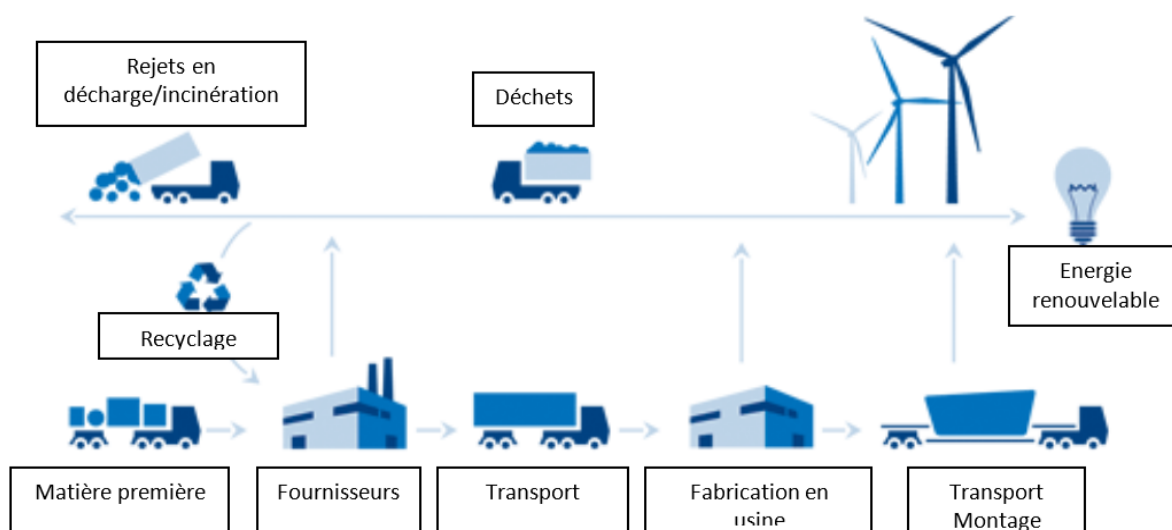 Rejets en
décharge/incinération
Déchets
Energie
renouvelable
Recyclage
Matière première
Fournisseurs
Transport
Fabrication en
usine
Transport
Montage